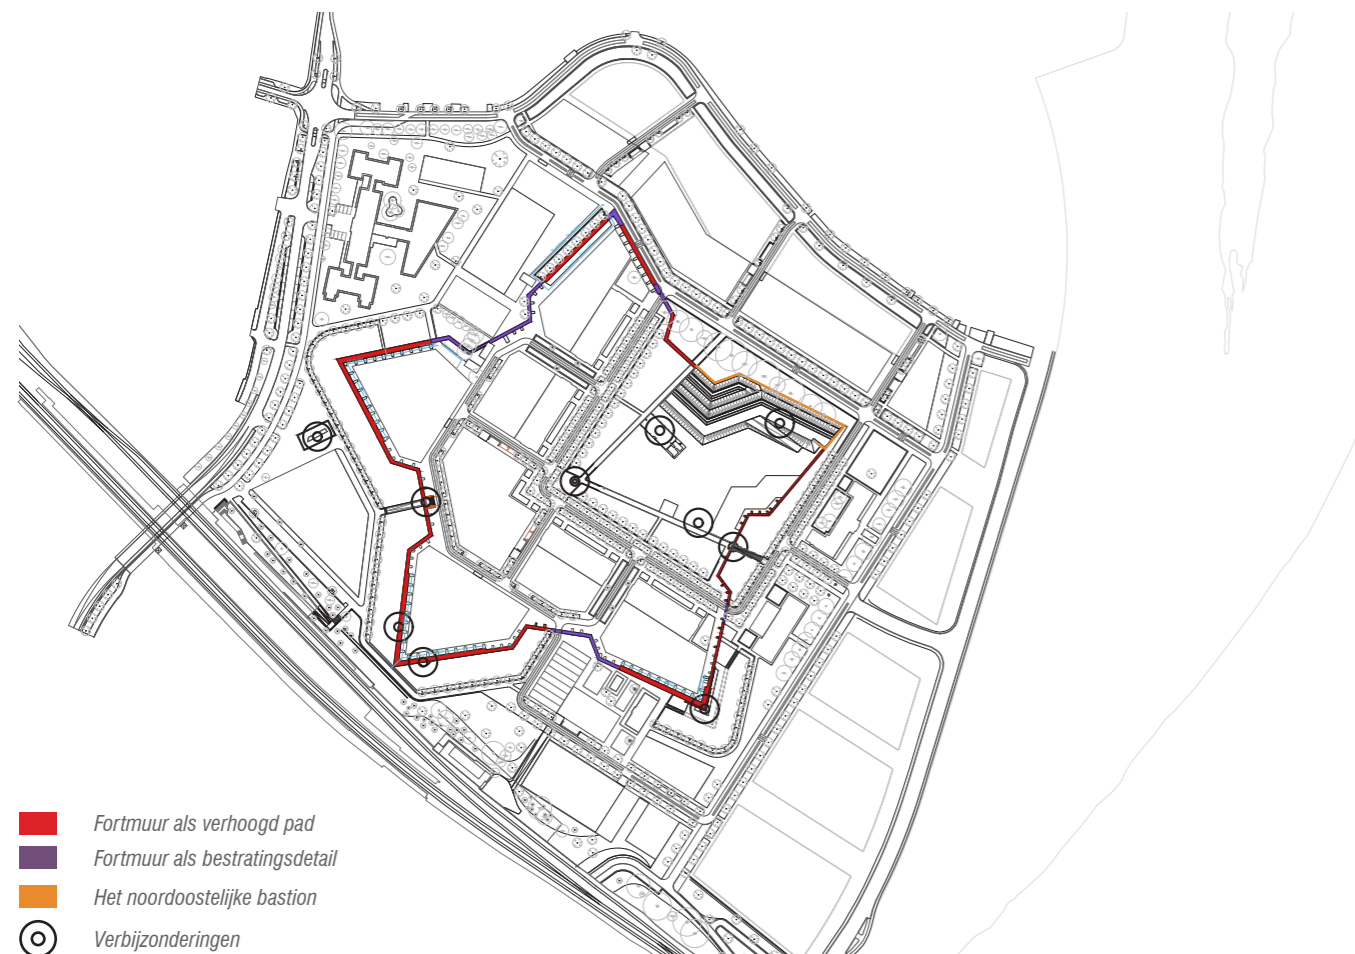 Fortmuur als verhoogd pad
Fortmuur als bestratingsdetail
Het noordoostelijke bastion
Verbijzonderingen